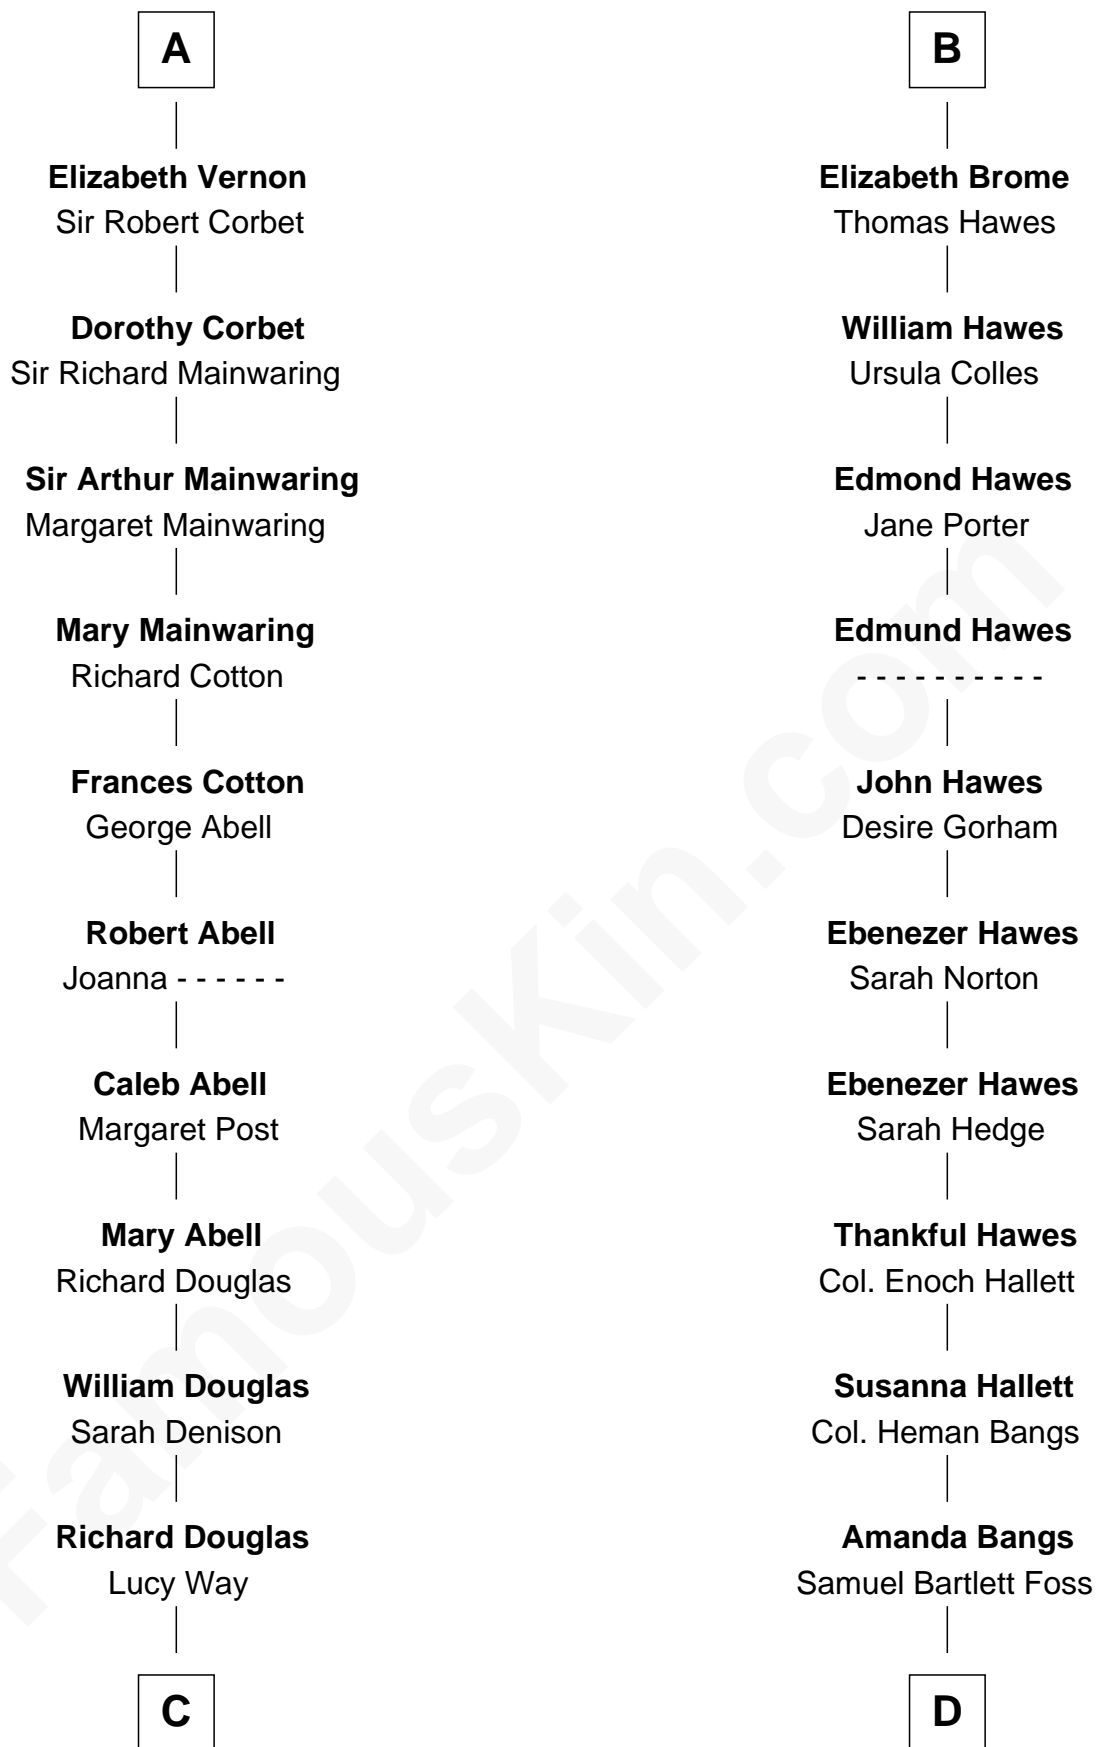 A
Elizabeth Vernon
Sir Robert Corbet
Dorothy Corbet
Sir Richard Mainwaring
Sir Arthur Mainwaring
Margaret Mainwaring
Mary Mainwaring
Richard Cotton
Frances Cotton
George Abell
Robert Abell
Joanna - - - - - -
Caleb Abell
Margaret Post
Mary Abell
Richard Douglas
William Douglas
Sarah Denison
Richard Douglas
Lucy Way
C
B
Elizabeth Brome
Thomas Hawes
William Hawes
Ursula Colles
Edmond Hawes
Jane Porter
Edmund Hawes
- - - - - - - - - -
John Hawes
Desire Gorham
Ebenezer Hawes
Sarah Norton
Ebenezer Hawes
Sarah Hedge
Thankful Hawes
Col. Enoch Hallett
Susanna Hallett
Col. Heman Bangs
Amanda Bangs
Samuel Bartlett Foss
D
FamousKin.com